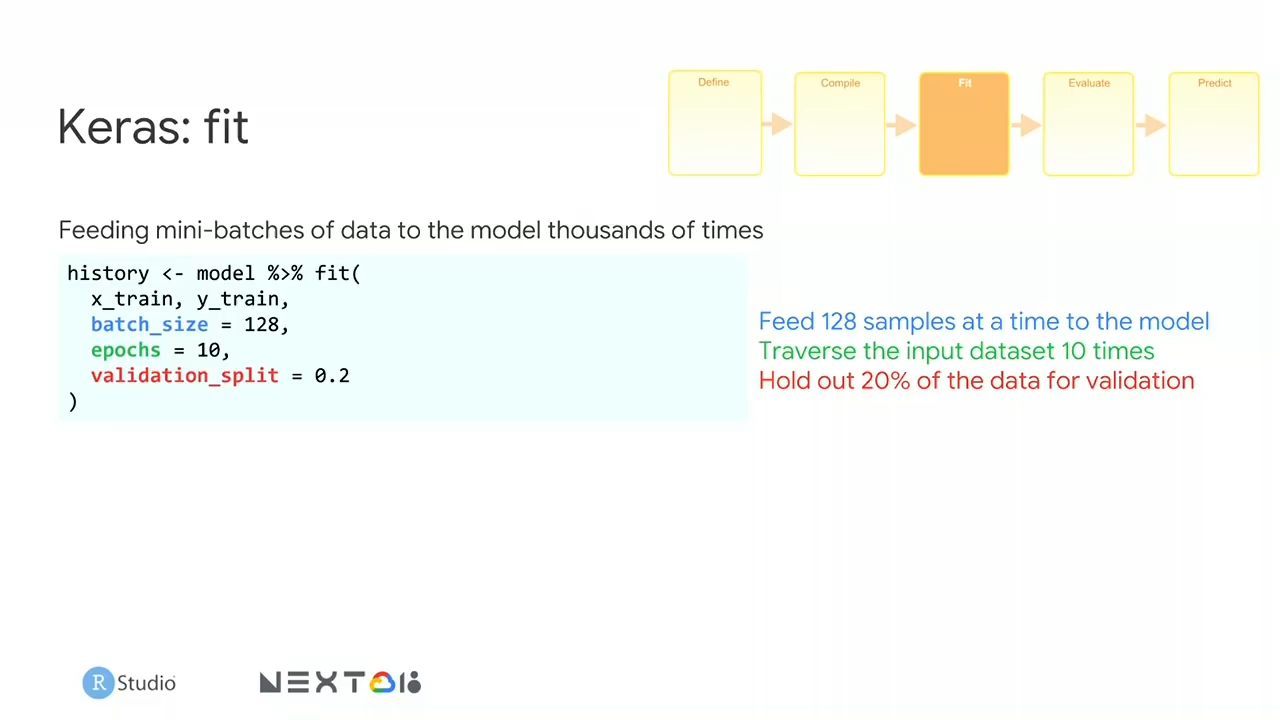 Define
Compile
Fit
Evaluate
Predict
Keras: fit
Feeding mini-batches of data to the model thousands of times
history <- model %>% fit(
x_train, y_train,
batch_size = 128,
epochs = 10,
validation_split = 0.2
)
Feed 128 samples at a time to the model
Traverse the input dataset 10 times
Hold out 20% of the data for validation
R Studio
NEXT 18